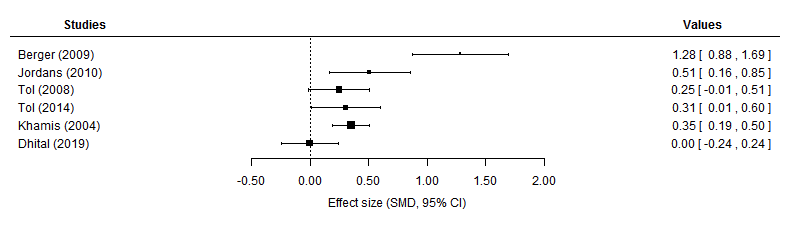 Studies Values
Berger (2009) 1.28 [ 0.88 , 1.69 ]
Jordans (2010) 0.51 [ 0.16 , 0.85 ]
Tol (2008) 0.25 [ -0.01 , 0.51 ]
Tol (2014) 0.31 [ 0.01 , 0.60 ]
Khamis (2004) 0.35 [ 0.19 , 0.50 ]
Dhital (2019) 0.00 [ -0.24 , 0.24 ]
-0.50 0.00 0.50 1.00 1.50 2.00
Effect size (SMD, 95% CI)